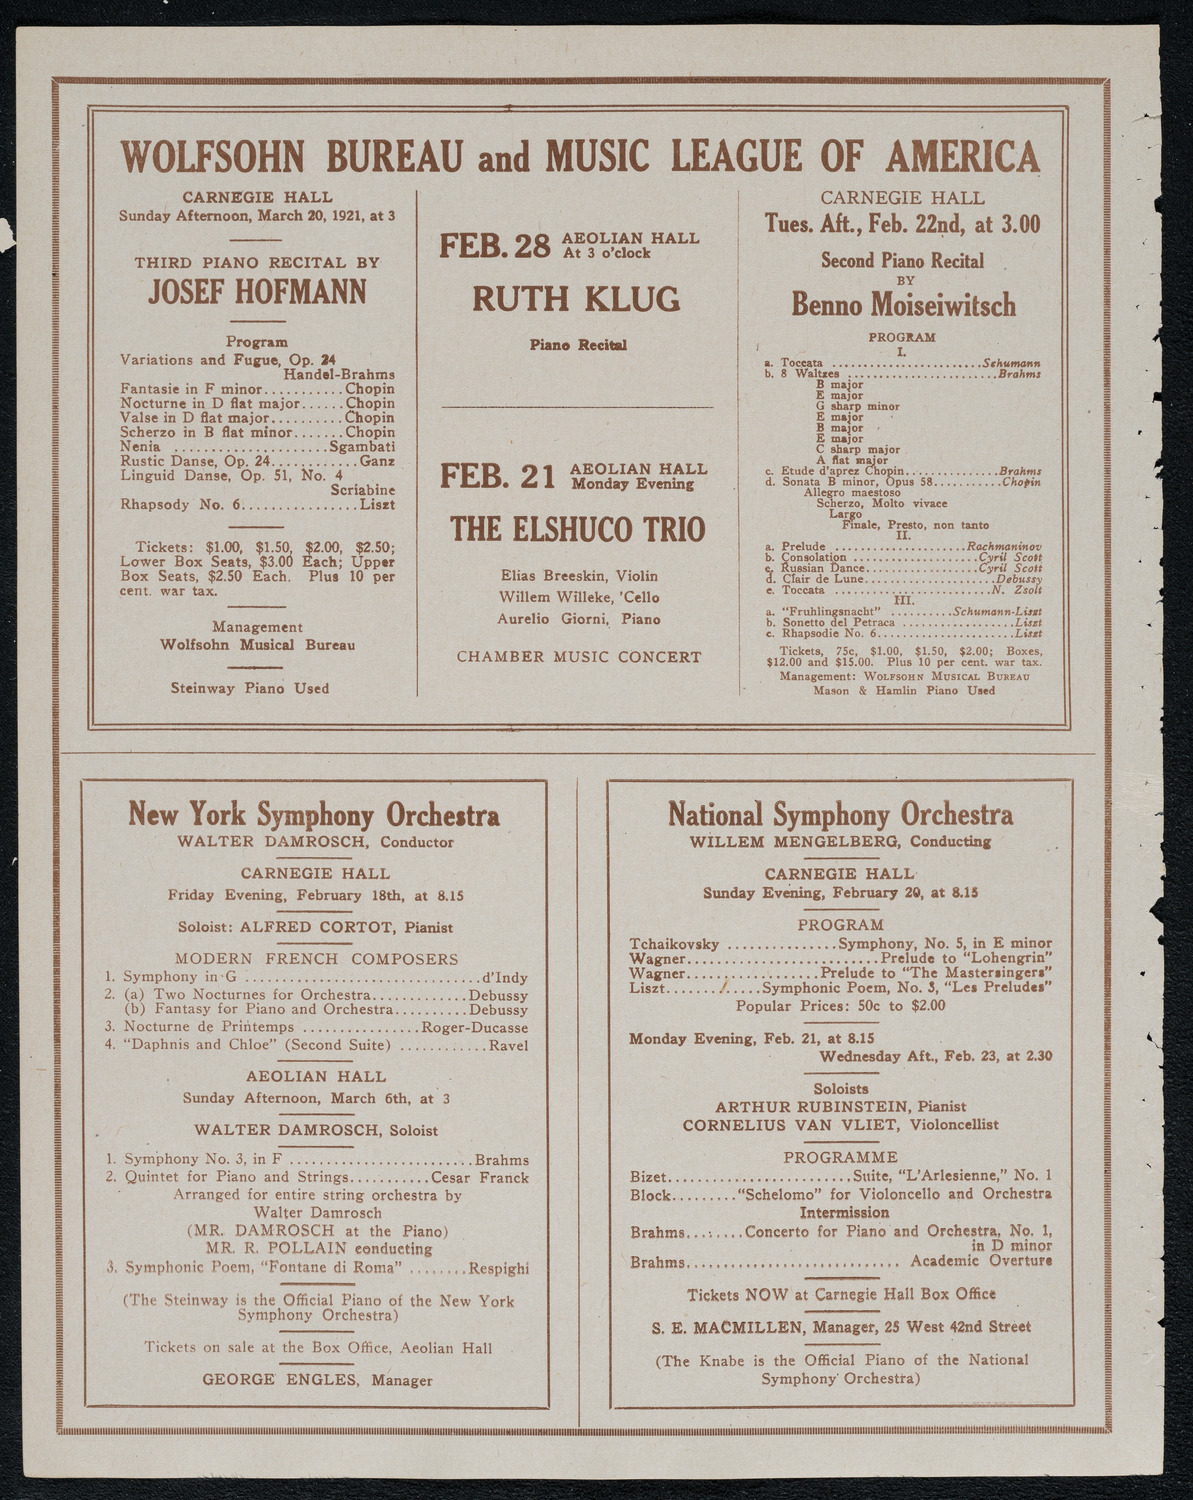 WOLFSOHN BUREAU and MUSIC LEAGUE OF AMERICA
CARNEGIE HALL
Sunday Afternoon, March 20, 1921, at 3
THIRD PIANO RECITAL BY
JOSEF HOFMANN
Program
Variations and Fugue, Op. 24
Handel-Brahms
Fantasie in F minor...........Chopin
Nocturne in D flat major......Chopin
Valse in D flat major..........Chopin
Scherzo in B flat minor.......Chopin
Nenia .....................Sgambati
Rustic Danse, Op. 24............Ganz
Linguid Danse, Op. 51, No. 4
Scriabine
Rhapsody No. 6................Liszt
Tickets: $1.00, $1.50, $2.00, $2.50;
Lower Box Seats, $3.00 Each; Upper
Box Seats, $2.50 Each. Plus 10 per
cent. war tax.
Management
Wolfsohn Musical Bureau
Steinway Piano Used
FEB. 28 AEOLIAN HALL
At 3 o'clock
RUTH KLUG
Piano Recital
FEB. 21 AEOLIAN HALL
Monday Evening
THE ELSHUCO TRIO
Elias Breeskin, Violin
Willem Willeke, 'Cello
Aurelio Giorni, Piano
CHAMBER MUSIC CONCERT
CARNEGIE HALL
Tues. Aft., Feb. 22nd, at 3.00
Second Piano Recital
BY
Benno Moiseiwitsch
PROGRAM
I.
a. Toccata .......................Schumann
b. 8 Waltzes .......................Brahms
B major
E major
G sharp minor
E major
B major
E major
C sharp major
A flat major
c. Etude d'aprez Chopin..............Brahms
d. Sonata B minor, Opus 58..........Chopin
Allegro maestoso
Scherzo, Molto vivace
Largo
Finale, Presto, non tanto
II.
a. Prelude ....................Rachmaninov
b. Consolation ...................Cyril Scott
c. Russian Dance.................Cyril Scott
d. Clair de Lune....................Debussy
e. Toccata ........................N. Zsolt
III.
a. "Fruhlingsnacht" ..........Schumann-Liszt
b. Sonetto del Petraca .................Liszt
c. Rhapsodie No. 6.....................Liszt
Tickets, 75c, $1.00, $1.50, $2.00; Boxes,
$12.00 and $15.00. Plus 10 per cent. war tax.
Management: WOLFSOHN MUSICAL BUREAU
Mason & Hamlin Piano Used
New York Symphony Orchestra
WALTER DAMROSCH, Conductor
CARNEGIE HALL
Friday Evening, February 18th, at 8.15
Soloist: ALFRED CORTOT, Pianist
MODERN FRENCH COMPOSERS
1. Symphony in G ..............................d'Indy
2. (a) Two Nocturnes for Orchestra............Debussy
(b) Fantasy for Piano and Orchestra..........Debussy
3. Nocturne de Printemps ................Roger-Ducasse
4. "Daphnis and Chloe" (Second Suite) ............Ravel
AEOLIAN HALL
Sunday Afternoon, March 6th, at 3
WALTER DAMROSCH, Soloist
1. Symphony No. 3, in F ........................Brahms
2. Quintet for Piano and Strings...........Cesar Franck
Arranged for entire string orchestra by
Walter Damrosch
(MR. DAMROSCH at the Piano)
MR. R. POLLAIN conducting
3. Symphonic Poem, "Fontane di Roma" ........Respighi
(The Steinway is the Official Piano of the New York
Symphony Orchestra)
Tickets on sale at the Box Office, Aeolian Hall
GEORGE ENGLES, Manager
National Symphony Orchestra
WILLEM MENGELBERG, Conducting
CARNEGIE HALL
Sunday Evening, February 20, at 8.15
PROGRAM
Tchaikovsky ..............Symphony, No. 5, in E minor
Wagner.........................Prelude to "Lohengrin"
Wagner.................Prelude to "The Mastersingers"
Liszt............Symphonic Poem, No. 3, "Les Preludes"
Popular Prices: 50c to $2.00
Monday Evening, Feb. 21, at 8.15
Wednesday Aft., Feb. 23, at 2.30
Soloists
ARTHUR RUBINSTEIN, Pianist
CORNELIUS VAN VLIET, Violoncellist
PROGRAMME
Bizet........................Suite, "L'Arlesienne," No. 1
Block........."Schelomo" for Violoncello and Orchestra
Intermission
Brahms........Concerto for Piano and Orchestra, No. 1,
in D minor
Brahms............................ Academic Overture
Tickets NOW at Carnegie Hall Box Office
S. E. MACMILLEN, Manager, 25 West 42nd Street
(The Knabe is the Official Piano of the National
Symphony Orchestra)